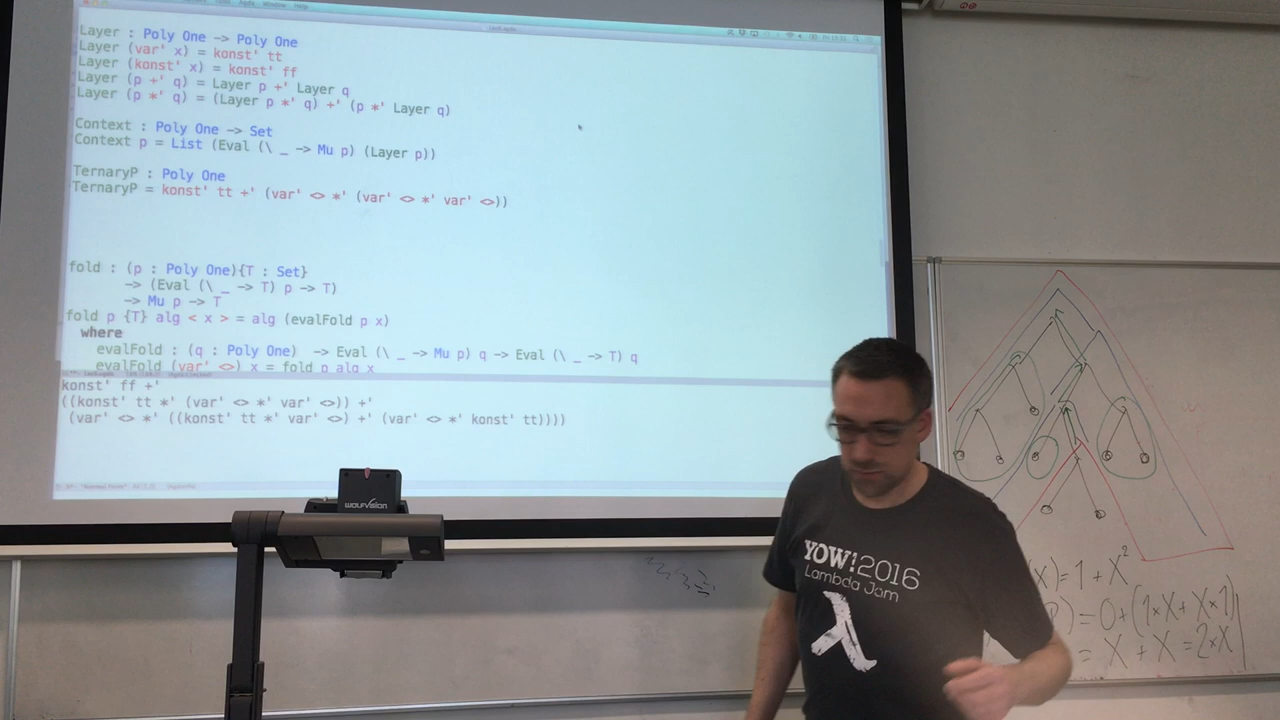 Layer : Poly One -> Poly One
Layer (var' x) = konst' tt
Layer (konst' x) = konst' ff
Layer (p +' q) = Layer p +' Layer q
Layer (p *' q) = (Layer p *' q) +' (p *' Layer q)
Context : Poly One -> Set
Context p = List (Eval (\ _ -> Mu p) (Layer p))
TernaryP : Poly One
TernaryP = konst' tt +' (var' <> *' (var' <> *' var' <>))
fold : (p : Poly One){T : Set}
-> (Eval (\ _ -> T) p -> T)
-> Mu p -> T
fold p {T} alg < x > = alg (evalFold p x)
where
evalFold : (q : Poly One) -> Eval (\ _ -> Mu p) q -> Eval (\ _ -> T) q
evalFold (var' <>) x = fold p alg x
konst' ff +'
((konst' tt *' (var' <> *' var' <>)) +'
(var' <> *' ((konst' tt *' var' <>) +' (var' <> *' konst' tt))))
wolfvision
YOW! 2016
Lambda Jam
λ
X) = 1 + X²
) = 0 + (1×X + X×1)
= X + X = 2×X